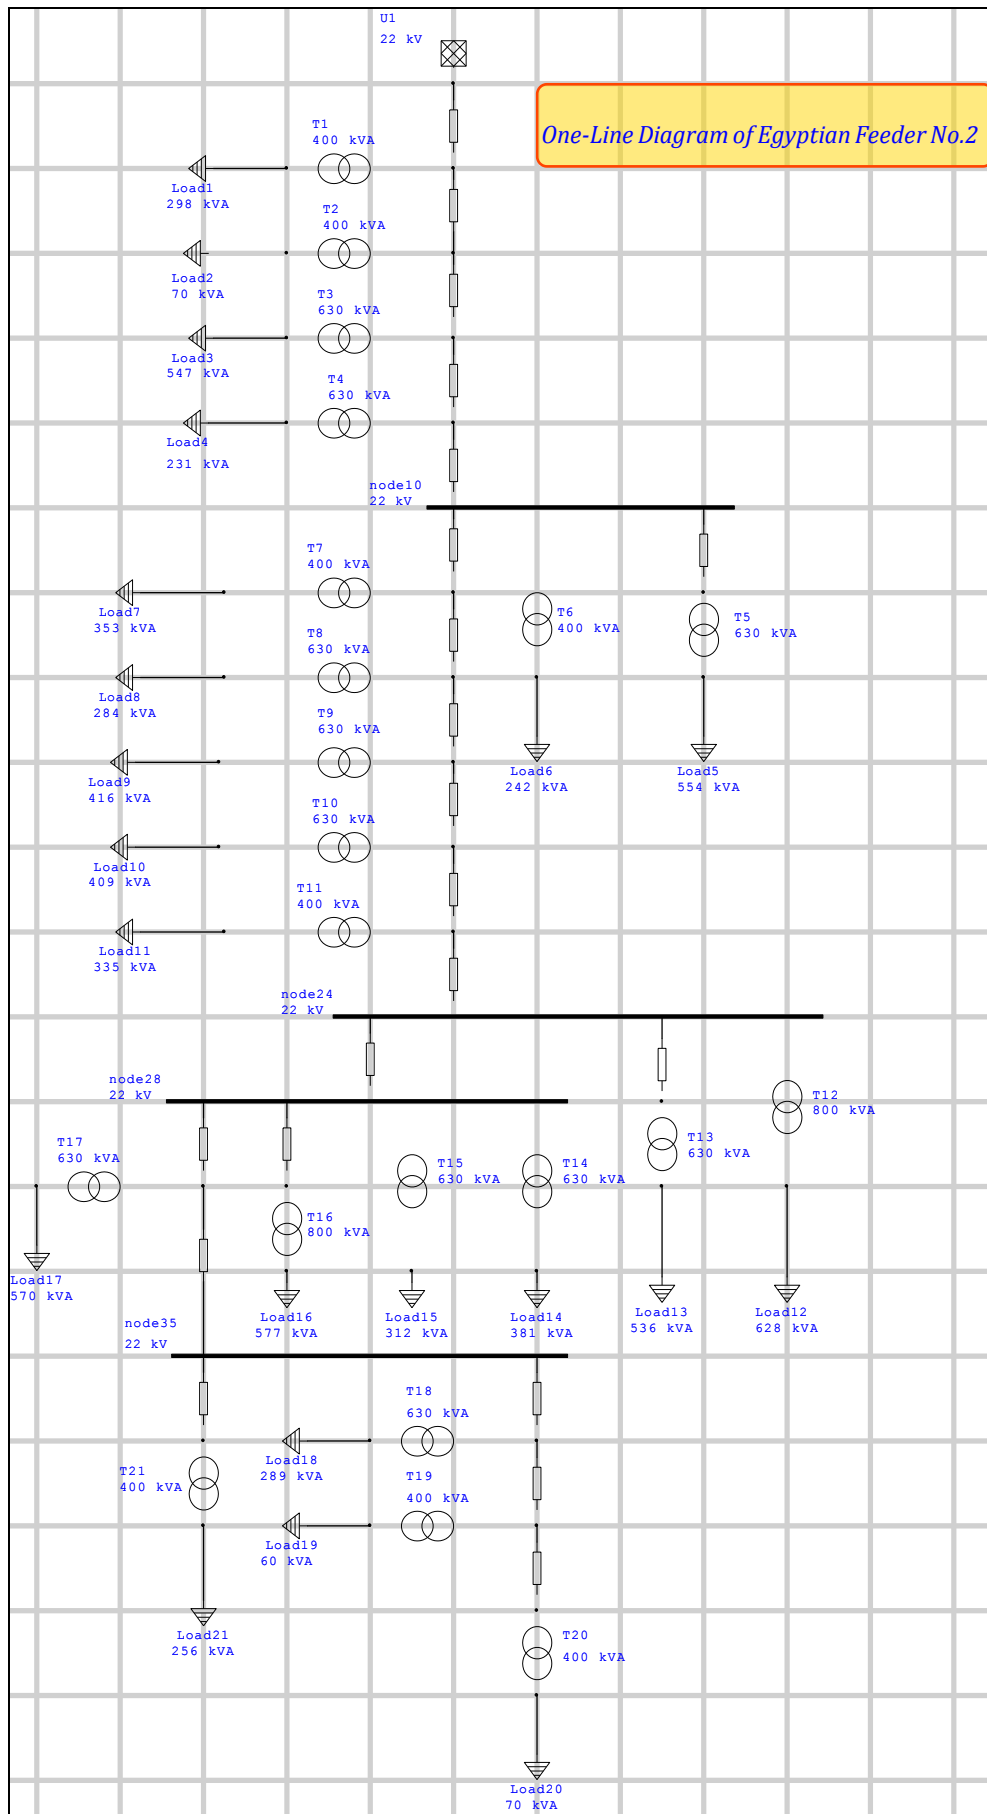 U1
22 kV
One-Line Diagram of Egyptian Feeder No.2
T1
400 kVA
Load1
298 kVA
T2
400 kVA
Load2
70 kVA
T3
630 kVA
Load3
547 kVA
T4
630 kVA
Load4
231 kVA
node10
22 kV
T7
400 kVA
Load7
353 kVA
T6
400 kVA
T5
630 kVA
T8
630 kVA
Load8
284 kVA
T9
630 kVA
Load9
416 kVA
Load6
242 kVA
Load5
554 kVA
T10
630 kVA
Load10
409 kVA
T11
400 kVA
Load11
335 kVA
node24
22 kV
node28
22 kV
T12
800 kVA
T17
630 kVA
T13
630 kVA
T15
630 kVA
T14
630 kVA
T16
800 kVA
Load17
570 kVA
Load16
577 kVA
Load15
312 kVA
Load14
381 kVA
Load13
536 kVA
Load12
628 kVA
node35
22 kV
T18
630 kVA
Load18
289 kVA
T21
400 kVA
T19
400 kVA
Load19
60 kVA
Load21
256 kVA
T20
400 kVA
Load20
70 kVA